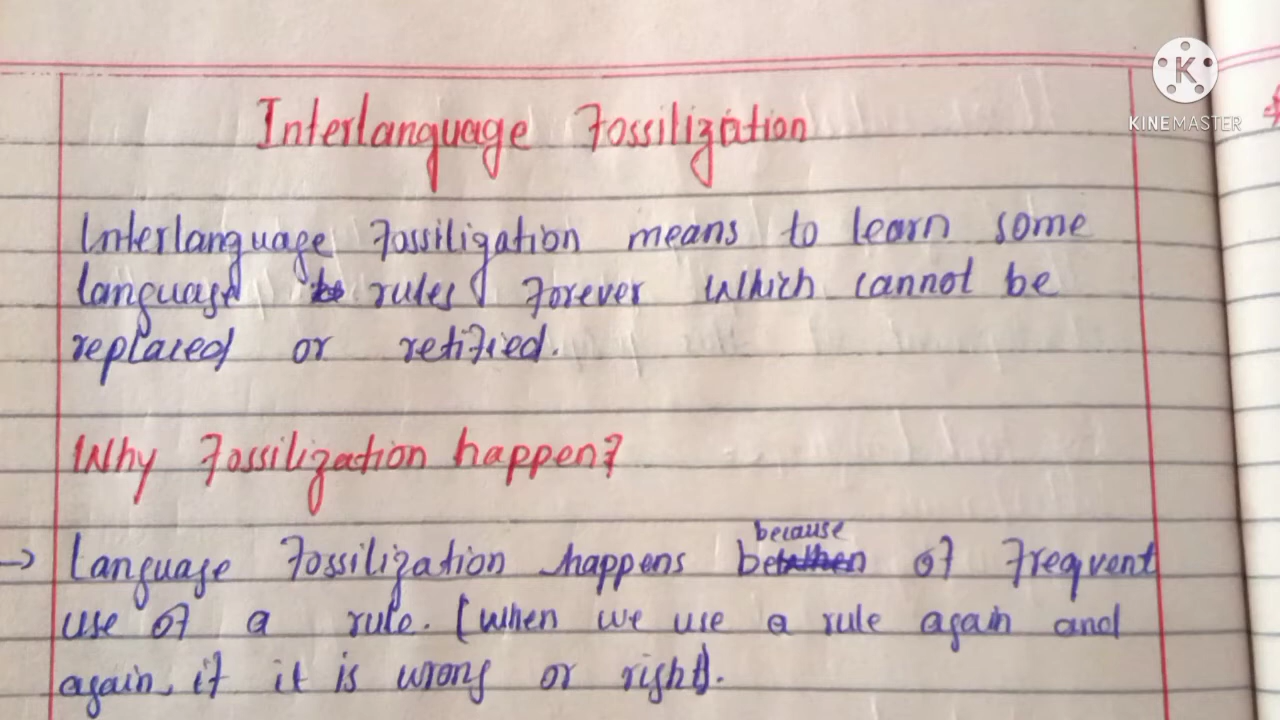 K
KINEMASTER
Interlanguage Fossilization
Interlanguage Fossilization means to learn some
language rules forever which cannot be
replaced or retified.
Why Fossilization happen?
because
→ Language Fossilization happens of frequent
use of a rule. (when we use a rule again and
again, if it is wrong or right).